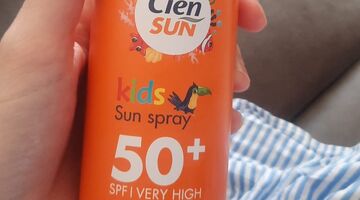 Cien
SUN
kids
Sun spray
50+
SPF | VERY HIGH